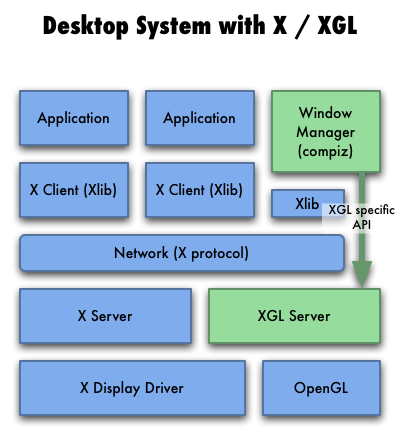 Desktop System with X / XGL
Application
Application
Window
Manager
(compiz)
X Client (Xlib)
X Client (Xlib)
Xlib
XGL specific
API
Network (X protocol)
X Server
XGL Server
X Display Driver
OpenGL